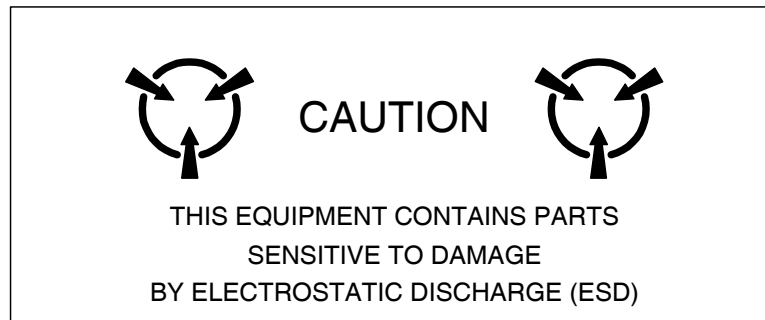 CAUTION
THIS EQUIPMENT CONTAINS PARTS
SENSITIVE TO DAMAGE
BY ELECTROSTATIC DISCHARGE (ESD)